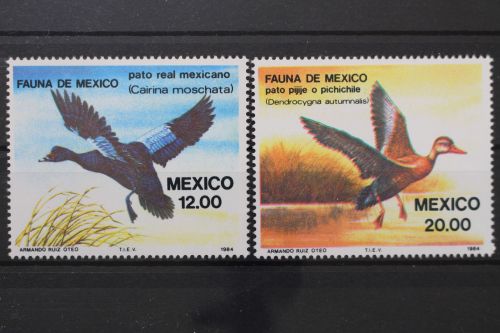 FAUNA DE MEXICO
pato real mexicano
(Cairina moschata)
MEXICO
12.00
ARMANDO RUIZ OTEO T.I.E.V. 1984
FAUNA DE MEXICO
pato pijije o pichichile
(Dendrocygna autumnalis)
MEXICO
20.00
ARMANDO RUIZ OTEO T.I.E.V. 1984